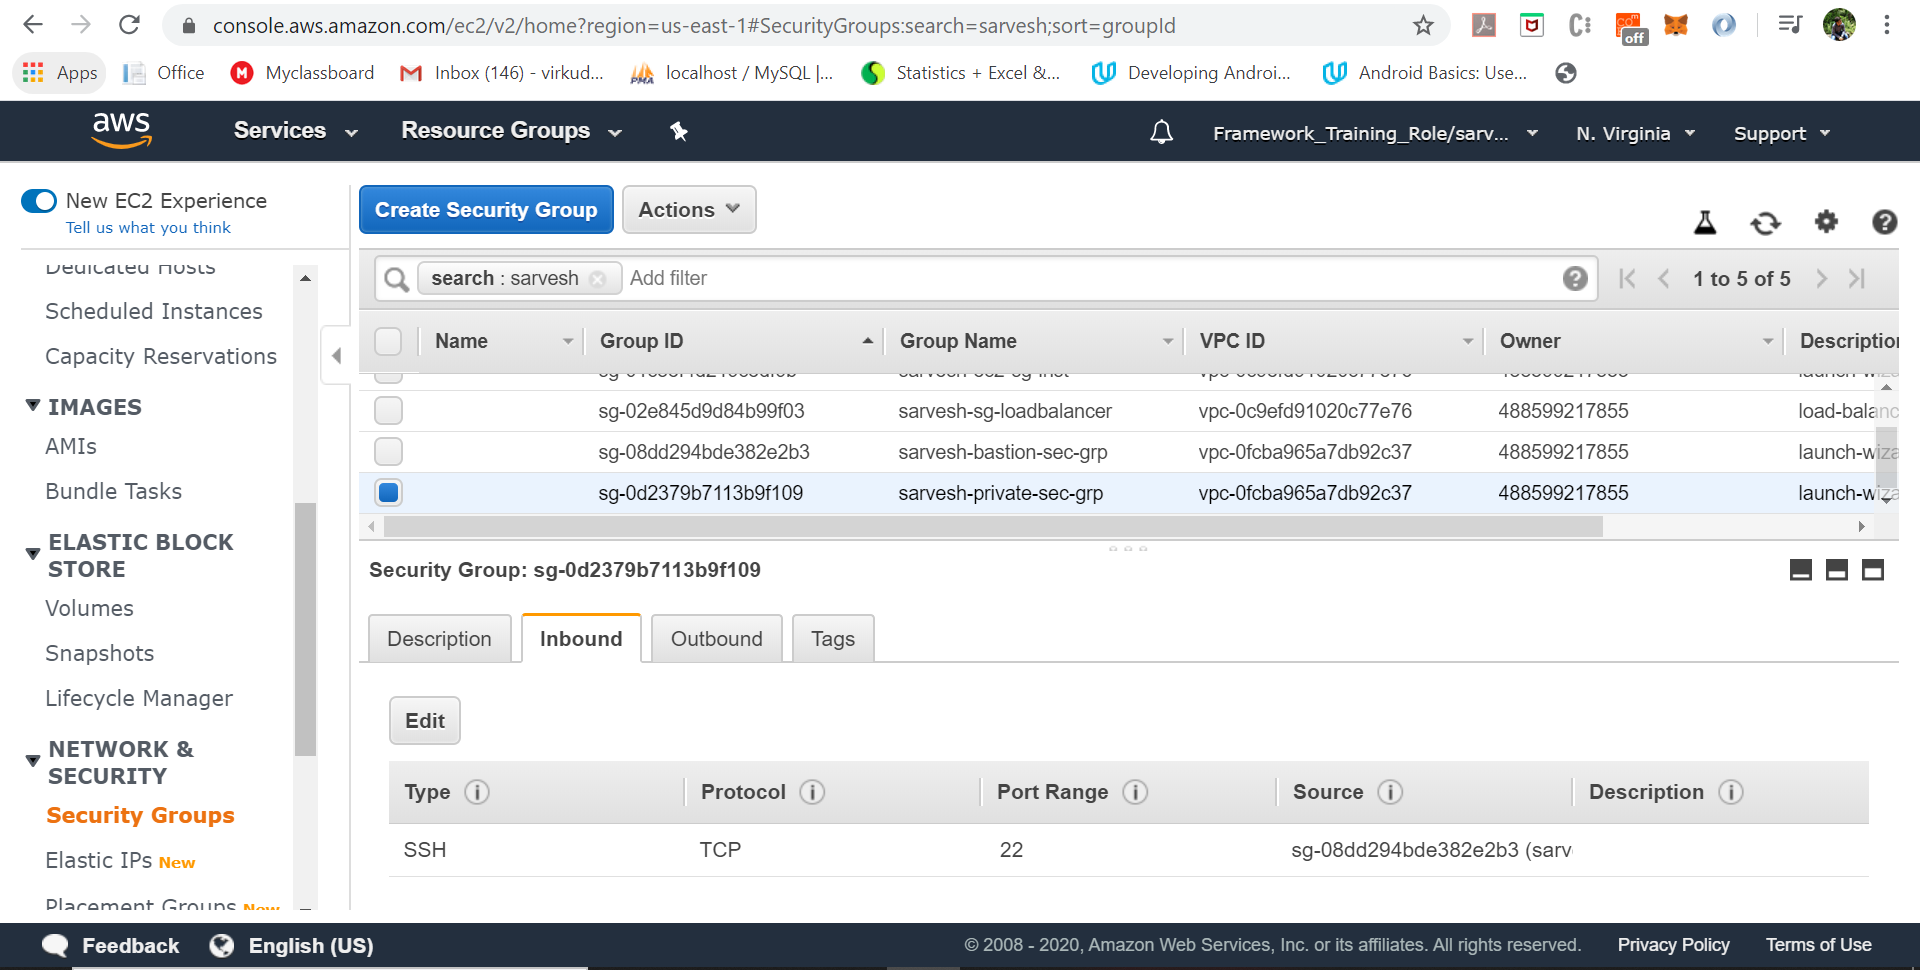 console.aws.amazon.com/ec2/v2/home?region=us-east-1#SecurityGroups:search=sarvesh;sort=groupId
off
Apps Office Myclassboard Inbox (146) - virkud... localhost / MySQL |... Statistics + Excel &... Developing Androi... Android Basics: Use...
aws Services Resource Groups Framework_Training_Role/sarv... N. Virginia Support
New EC2 Experience
Tell us what you think
Dedicated Hosts
Scheduled Instances
Capacity Reservations
IMAGES
AMIs
Bundle Tasks
ELASTIC BLOCK
STORE
Volumes
Snapshots
Lifecycle Manager
NETWORK &
SECURITY
Security Groups
Elastic IPs New
Placement Groups New
Create Security Group Actions
search : sarvesh Add filter 1 to 5 of 5
Name Group ID Group Name VPC ID Owner Description
sg-02e845d9d84b99f03 sarvesh-sg-loadbalancer vpc-0c9efd91020c77e76 488599217855 load-balanc
sg-08dd294bde382e2b3 sarvesh-bastion-sec-grp vpc-0fcba965a7db92c37 488599217855 launch-wiza
sg-0d2379b7113b9f109 sarvesh-private-sec-grp vpc-0fcba965a7db92c37 488599217855 launch-wiza
Security Group: sg-0d2379b7113b9f109
Description Inbound Outbound Tags
Edit
Type Protocol Port Range Source Description
SSH TCP 22 sg-08dd294bde382e2b3 (sarv
Feedback English (US) © 2008 - 2020, Amazon Web Services, Inc. or its affiliates. All rights reserved. Privacy Policy Terms of Use